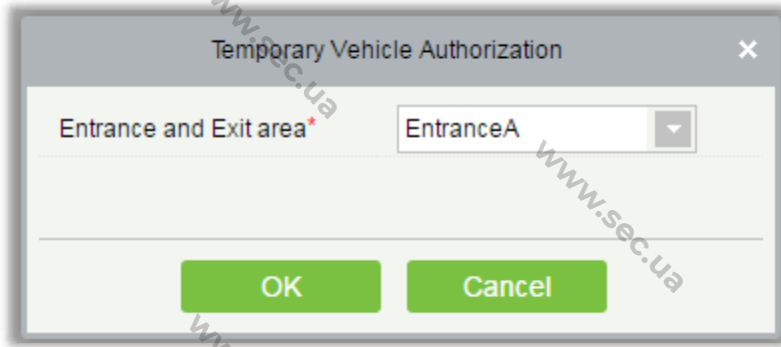 Temporary Vehicle Authorization ×
Entrance and Exit area* EntranceA
OK Cancel
www.sec.ua
www.sec.ua